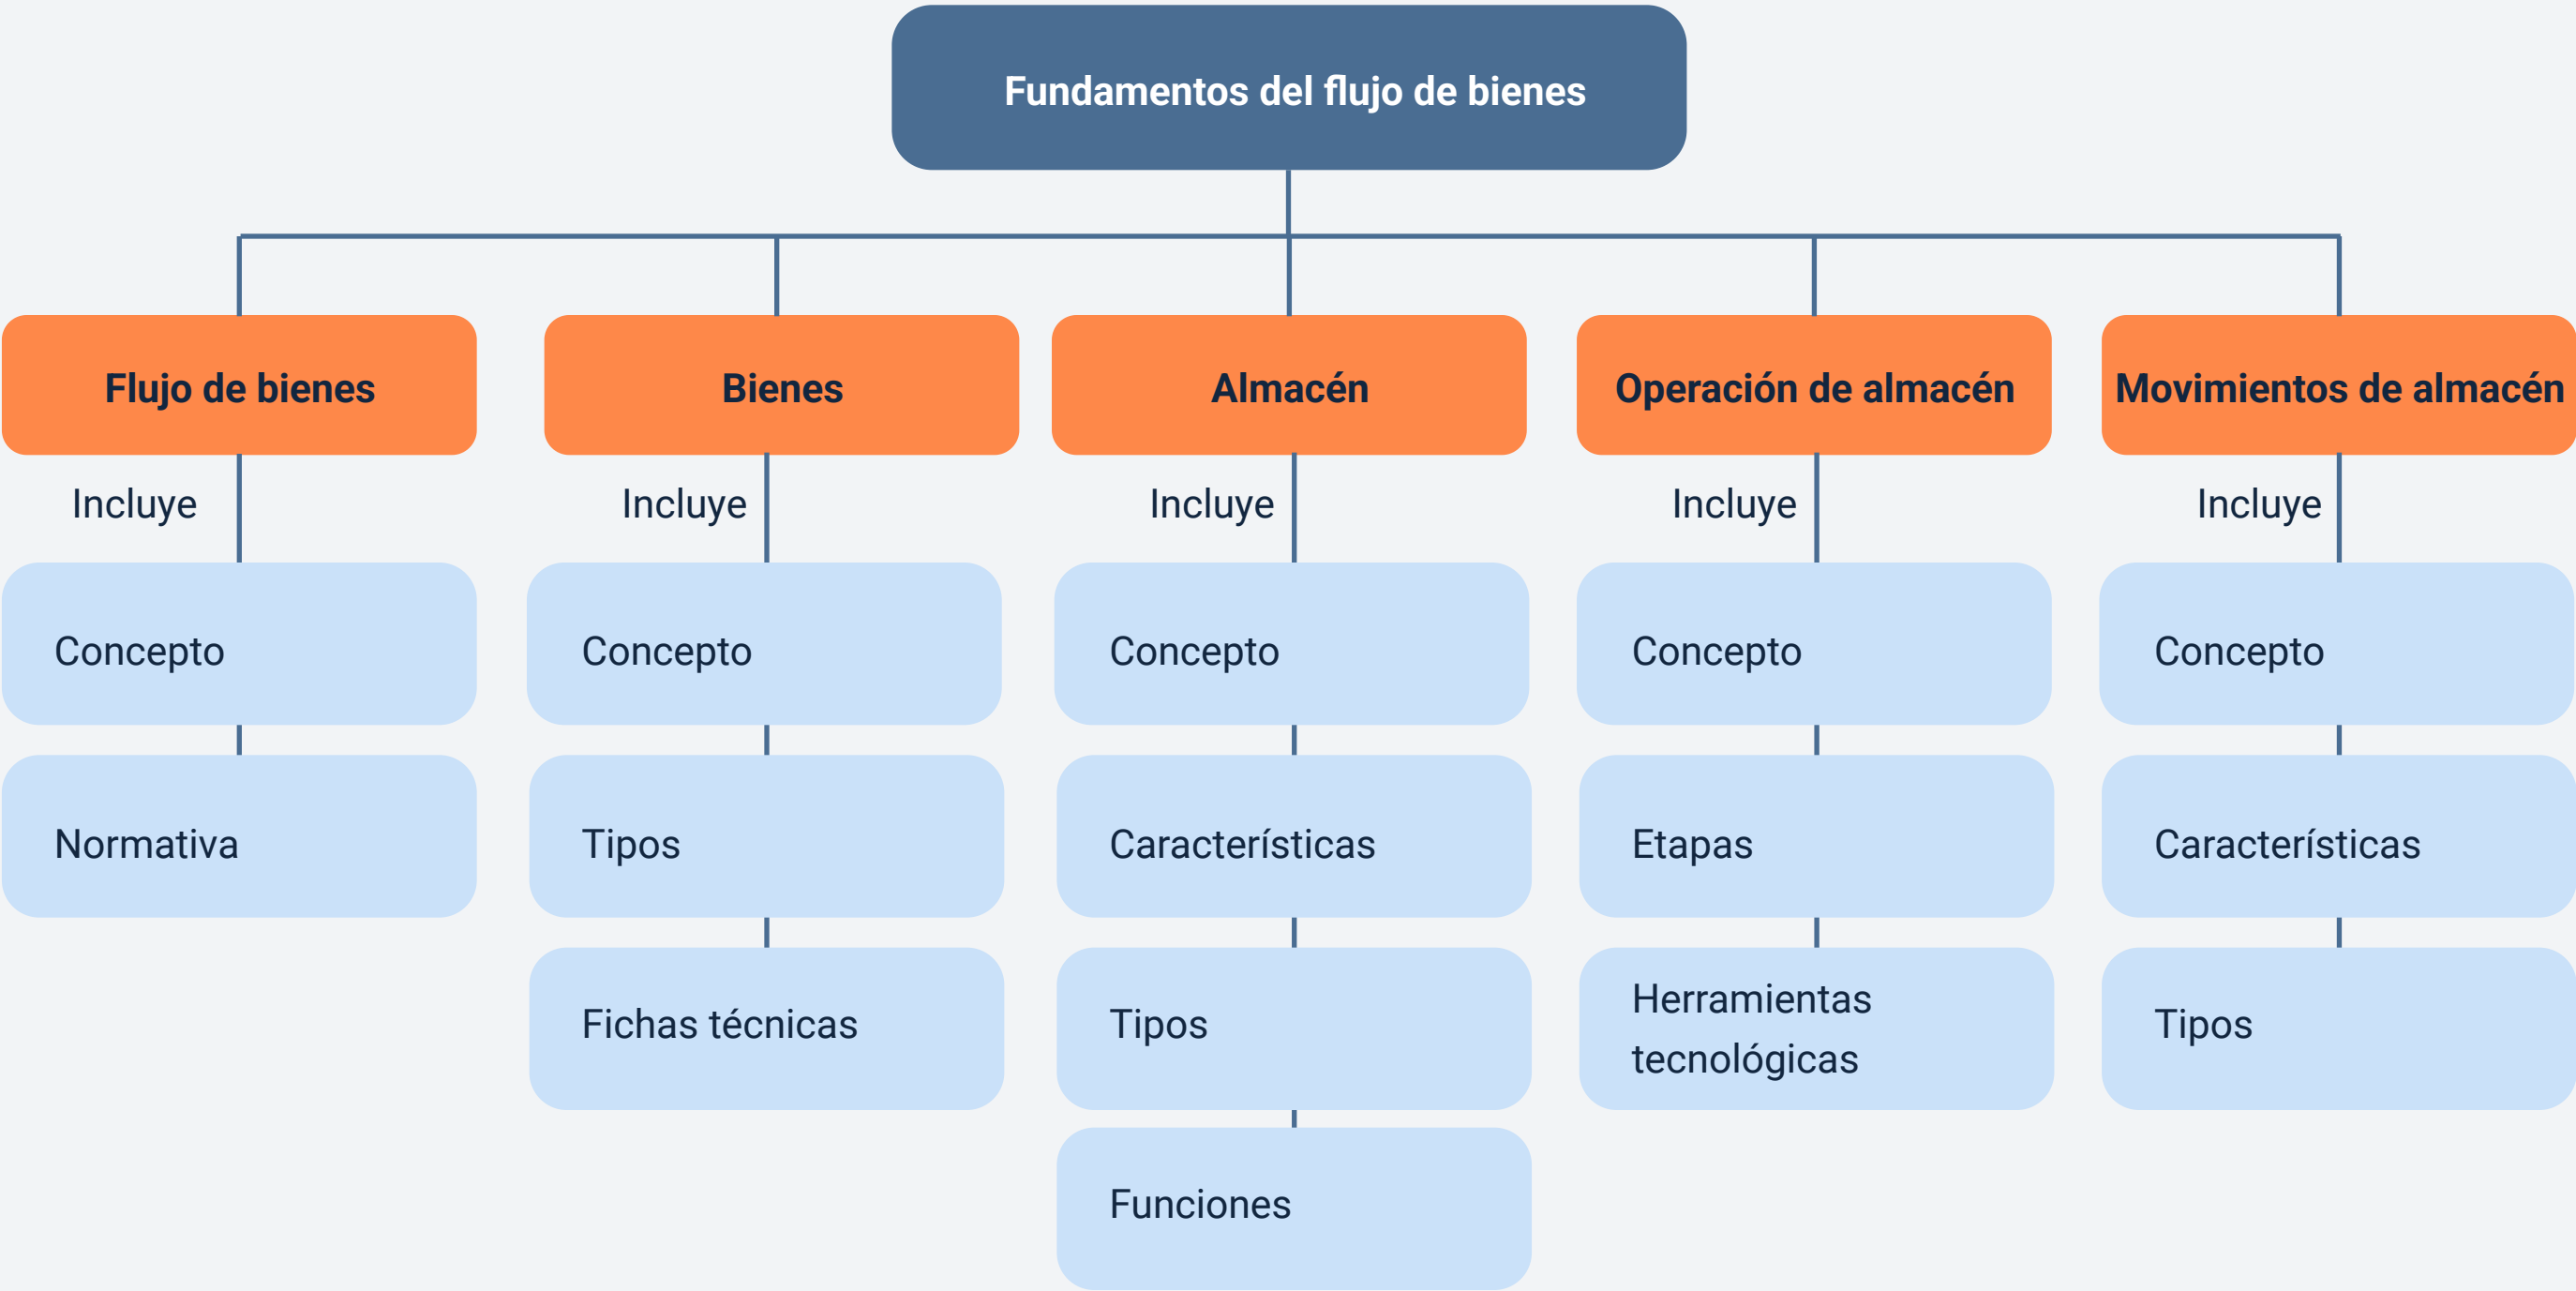 Fundamentos del flujo de bienes
Flujo de bienes
Incluye
Concepto
Normativa
Bienes
Incluye
Concepto
Tipos
Fichas técnicas
Almacén
Incluye
Concepto
Características
Tipos
Funciones
Operación de almacén
Incluye
Concepto
Etapas
Herramientas
tecnológicas
Movimientos de almacén
Incluye
Concepto
Características
Tipos